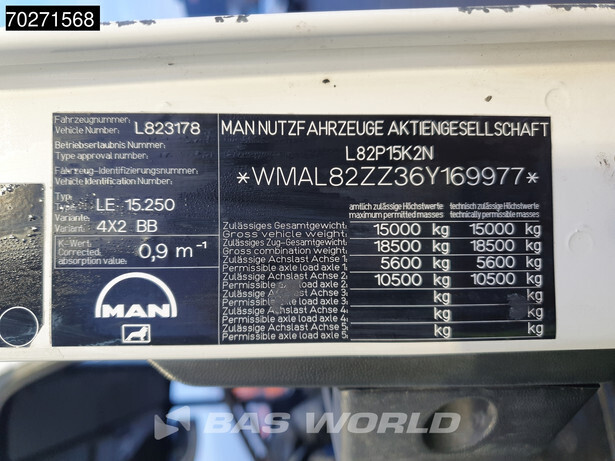 70271568
Fahrzeugnummer:
Vehicle Number: L823178
Betriebserlaubnis Nummer:
Type approval number:
Fahrzeug-Identifizierungsnummer:
Vehicle Identification Number:
Typ:
Type: LE 15.250
Variante:
Variant: 4X2 BB
K-Wert:
Corrected
absorption value: 0,9 m⁻¹
MAN
MAN NUTZFAHRZEUGE AKTIENGESELLSCHAFT
L82P15K2N
*WMAL82ZZ36Y169977*
amtlich zulässige Höchstwerte technisch zulässige Höchstwerte
maximum permitted masses technically permissible masses
Zulässiges Gesamtgewicht:
Gross vehicle weight: 15000 kg 15000 kg
Zulässiges Zug-Gesamtgewicht:
Gross combination weight: 18500 kg 18500 kg
Zulässige Achslast Achse 1:
Permissible axle load axle 1: 5600 kg 5600 kg
Zulässige Achslast Achse 2:
Permissible axle load axle 2: 10500 kg 10500 kg
Zulässige Achslast Achse 3:
Permissible axle load axle 3: kg kg
Zulässige Achslast Achse 4:
Permissible axle load axle 4: kg kg
Zulässige Achslast Achse 5:
Permissible axle load axle 5: kg kg
BAS WORLD